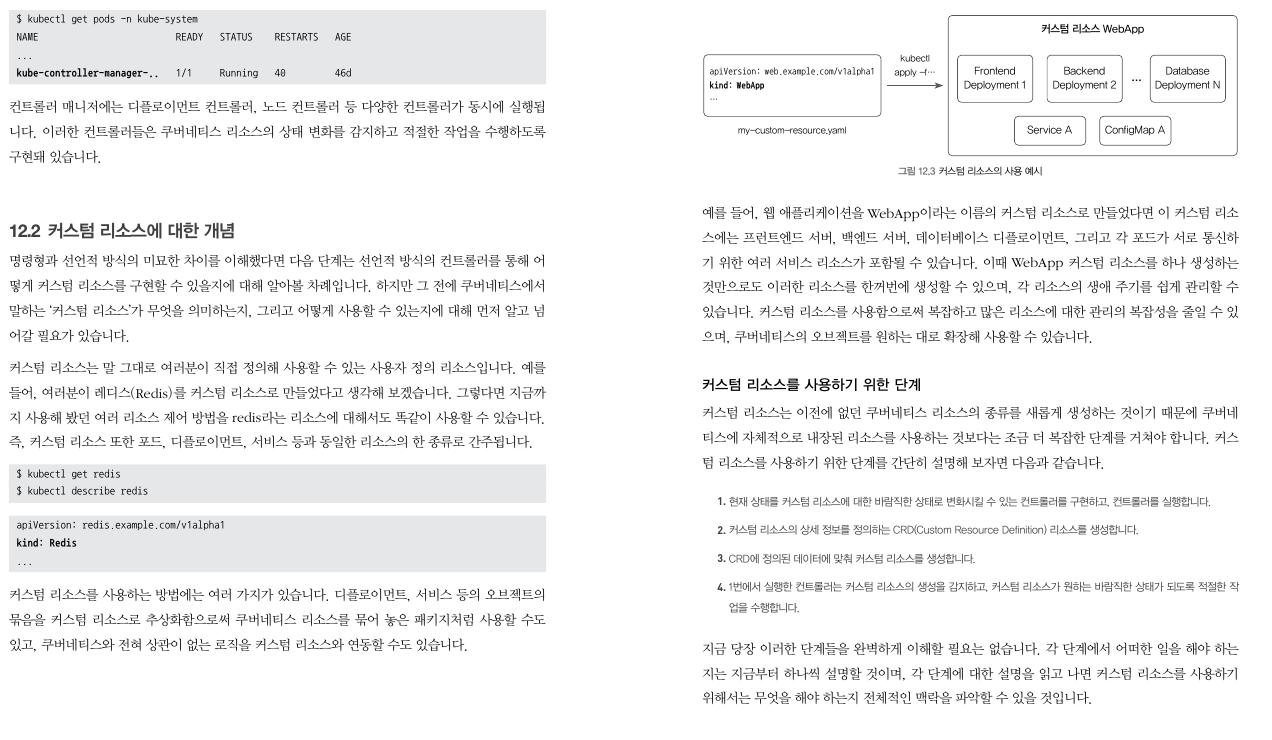 $ kubectl get pods -n kube-system
NAME READY STATUS RESTARTS AGE
...
kube-controller-manager-.. 1/1 Running 40 46d
컨트롤러 매니저에는 디플로이먼트 컨트롤러, 노드 컨트롤러 등 다양한 컨트롤러가 동시에 실행됩
니다. 이러한 컨트롤러들은 쿠버네티스 리소스의 상태 변화를 감지하고 적절한 작업을 수행하도록
구현돼 있습니다.
12.2 커스텀 리소스에 대한 개념
명령형과 선언적 방식의 미묘한 차이를 이해했다면 다음 단계는 선언적 방식의 컨트롤러를 통해 어
떻게 커스텀 리소스를 구현할 수 있을지에 대해 알아볼 차례입니다. 하지만 그 전에 쿠버네티스에서
말하는 '커스텀 리소스'가 무엇을 의미하는지, 그리고 어떻게 사용할 수 있는지에 대해 먼저 알고 넘
어갈 필요가 있습니다.
커스텀 리소스는 말 그대로 여러분이 직접 정의해 사용할 수 있는 사용자 정의 리소스입니다. 예를
들어, 여러분이 레디스(Redis)를 커스텀 리소스로 만들었다고 생각해 보겠습니다. 그렇다면 지금까
지 사용해 봤던 여러 리소스 제어 방법을 redis라는 리소스에 대해서도 똑같이 사용할 수 있습니다.
즉, 커스텀 리소스 또한 포드, 디플로이먼트, 서비스 등과 동일한 리소스의 한 종류로 간주됩니다.
$ kubectl get redis
$ kubectl describe redis
apiVersion: redis.example.com/v1alpha1
kind: Redis
...
커스텀 리소스를 사용하는 방법에는 여러 가지가 있습니다. 디플로이먼트, 서비스 등의 오브젝트의
묶음을 커스텀 리소스로 추상화함으로써 쿠버네티스 리소스를 묶어 놓은 패키지처럼 사용할 수도
있고, 쿠버네티스와 전혀 상관이 없는 로직을 커스텀 리소스와 연동할 수도 있습니다.
apiVersion: web.example.com/v1alpha1
kind: WebApp
...
my-custom-resource.yaml
kubectl
apply -f…
커스텀 리소스 WebApp
Frontend
Deployment 1
Backend
Deployment 2
…
Database
Deployment N
Service A
ConfigMap A
그림 12.3 커스텀 리소스의 사용 예시
예를 들어, 웹 애플리케이션을 WebApp이라는 이름의 커스텀 리소스로 만들었다면 이 커스텀 리소
스에는 프런트엔드 서버, 백엔드 서버, 데이터베이스 디플로이먼트, 그리고 각 포드가 서로 통신하
기 위한 여러 서비스 리소스가 포함될 수 있습니다. 이때 WebApp 커스텀 리소스를 하나 생성하는
것만으로도 이러한 리소스를 한꺼번에 생성할 수 있으며, 각 리소스의 생애 주기를 쉽게 관리할 수
있습니다. 커스텀 리소스를 사용함으로써 복잡하고 많은 리소스에 대한 관리의 복잡성을 줄일 수 있
으며, 쿠버네티스의 오브젝트를 원하는 대로 확장해 사용할 수 있습니다.
커스텀 리소스를 사용하기 위한 단계
커스텀 리소스는 이전에 없던 쿠버네티스 리소스의 종류를 새롭게 생성하는 것이기 때문에 쿠버네
티스에 자체적으로 내장된 리소스를 사용하는 것보다는 조금 더 복잡한 단계를 거쳐야 합니다. 커스
텀 리소스를 사용하기 위한 단계를 간단히 설명해 보자면 다음과 같습니다.
1. 현재 상태를 커스텀 리소스에 대한 바람직한 상태로 변화시킬 수 있는 컨트롤러를 구현하고, 컨트롤러를 실행합니다.
2. 커스텀 리소스의 상세 정보를 정의하는 CRD(Custom Resource Definition) 리소스를 생성합니다.
3. CRD에 정의된 데이터에 맞춰 커스텀 리소스를 생성합니다.
4. 1번에서 실행한 컨트롤러는 커스텀 리소스의 생성을 감지하고, 커스텀 리소스가 원하는 바람직한 상태가 되도록 적절한 작
업을 수행합니다.
지금 당장 이러한 단계들을 완벽하게 이해할 필요는 없습니다. 각 단계에서 어떠한 일을 해야 하는
지는 지금부터 하나씩 설명할 것이며, 각 단계에 대한 설명을 읽고 나면 커스텀 리소스를 사용하기
위해서는 무엇을 해야 하는지 전체적인 맥락을 파악할 수 있을 것입니다.